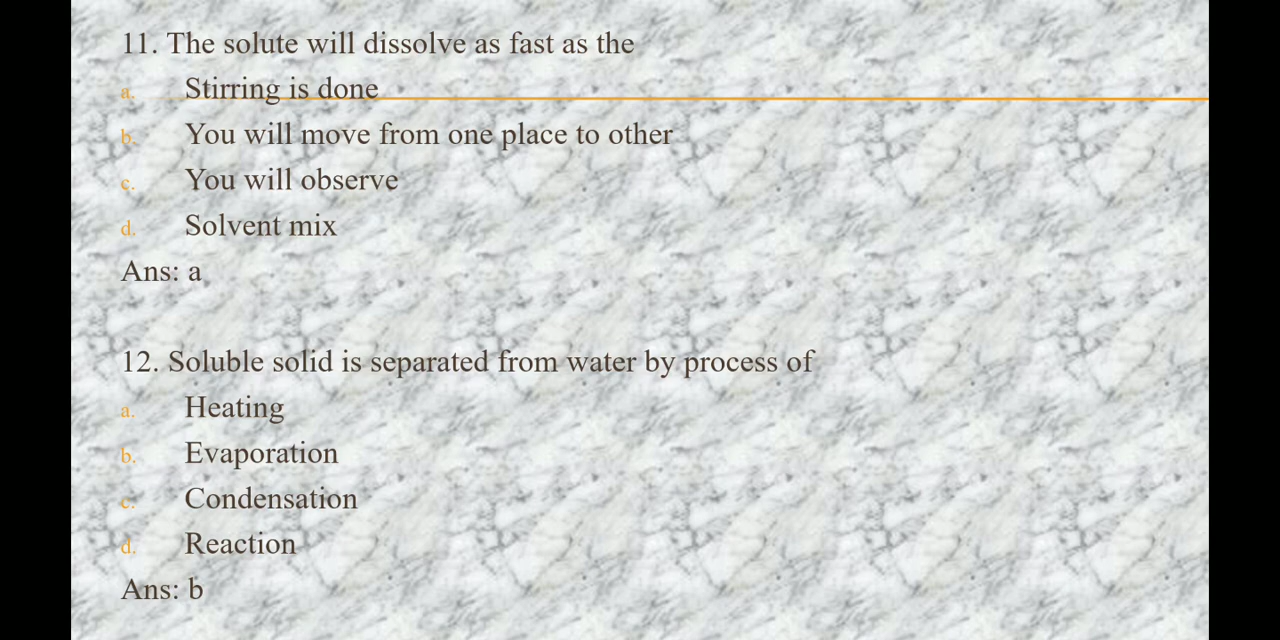 11. The solute will dissolve as fast as the
a. Stirring is done
b. You will move from one place to other
c. You will observe
d. Solvent mix
Ans: a
12. Soluble solid is separated from water by process of
a. Heating
b. Evaporation
c. Condensation
d. Reaction
Ans: b